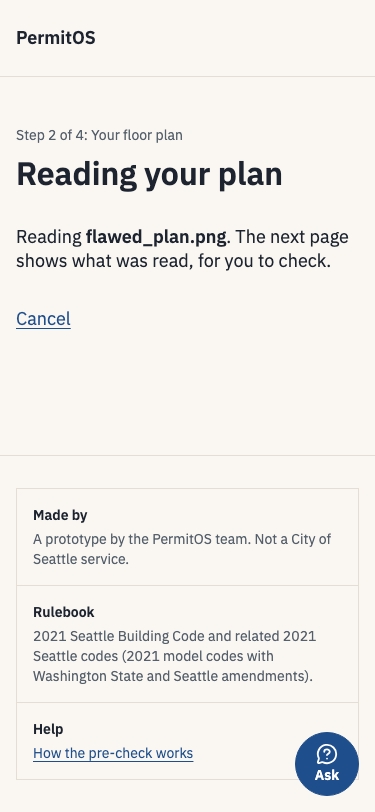 PermitOS
Step 2 of 4: Your floor plan
Reading your plan
Reading flawed_plan.png. The next page
shows what was read, for you to check.
Cancel
Made by
A prototype by the PermitOS team. Not a City of
Seattle service.
Rulebook
2021 Seattle Building Code and related 2021
Seattle codes (2021 model codes with
Washington State and Seattle amendments).
Help
How the pre-check works
Ask